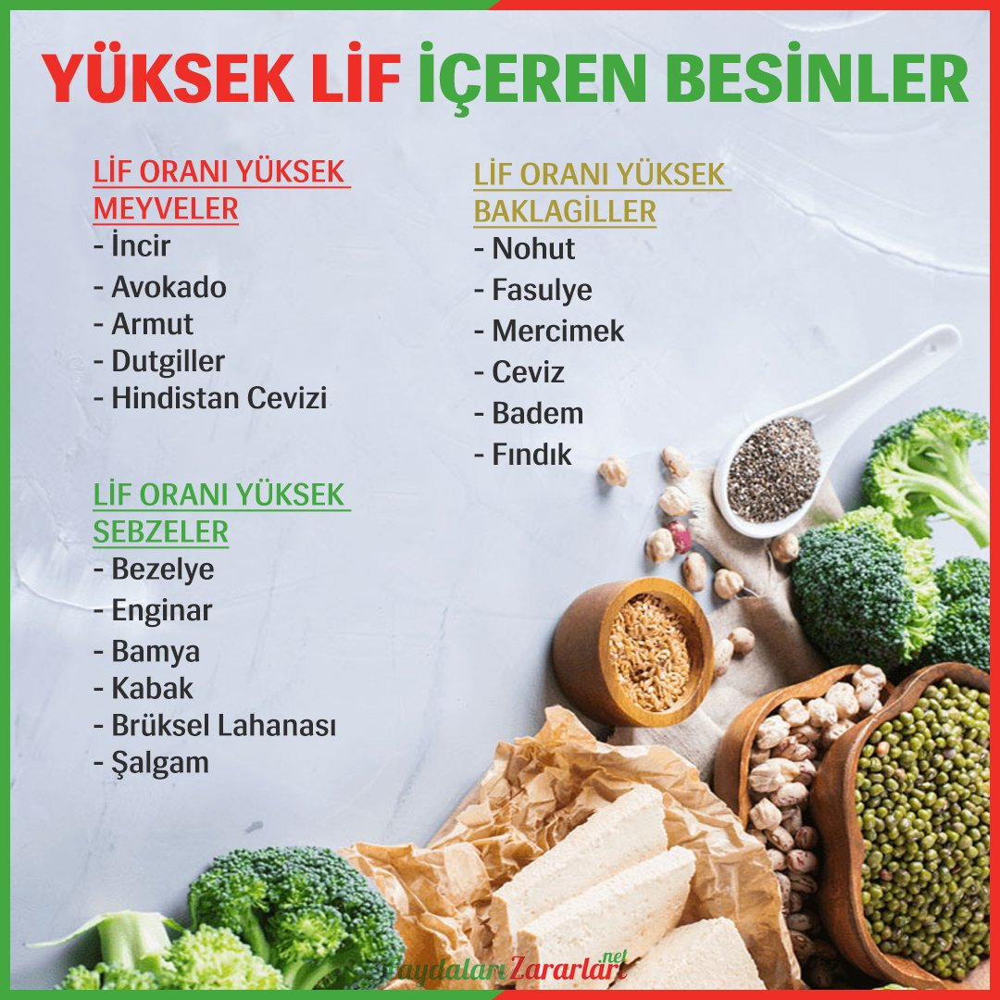 YÜKSEK LİF İÇEREN BESİNLER
LİF ORANI YÜKSEK
MEYVELER
- İncir
- Avokado
- Armut
- Dutgiller
- Hindistan Cevizi
LİF ORANI YÜKSEK
SEBZELER
- Bezelye
- Enginar
- Bamya
- Kabak
- Brüksel Lahanası
- Şalgam
LİF ORANI YÜKSEK
BAKLAGİLLER
- Nohut
- Fasulye
- Mercimek
- Ceviz
- Badem
- Fındık
FaydalarıZararları.net